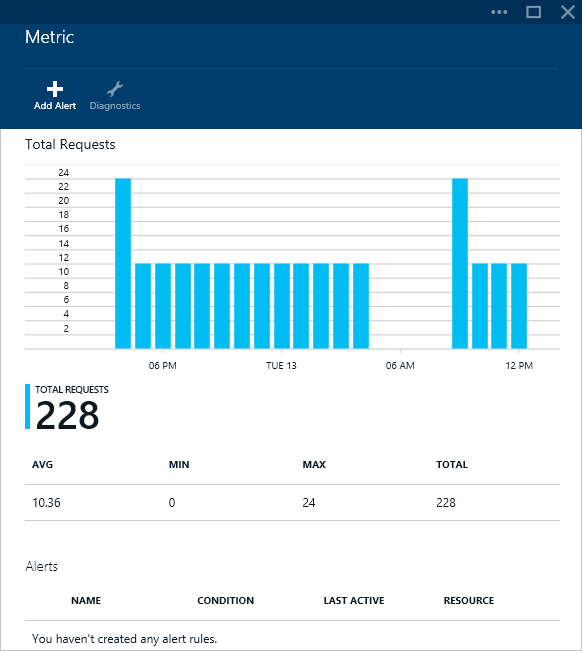 Metric
Add Alert Diagnostics
Total Requests
24
22
20
18
16
14
12
10
8
6
4
2
06 PM TUE 13 06 AM 12 PM
TOTAL REQUESTS
228
AVG MIN MAX TOTAL
10.36 0 24 228
Alerts
NAME CONDITION LAST ACTIVE RESOURCE
You haven't created any alert rules.